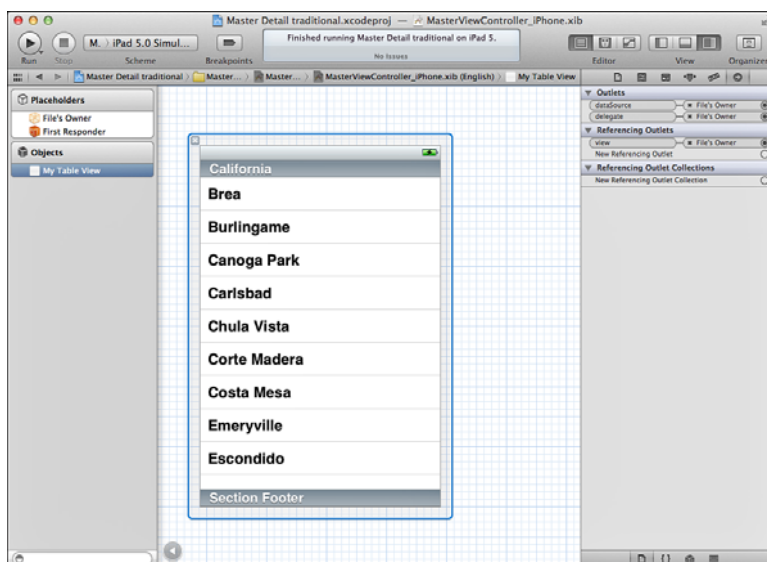 Master Detail traditional.xcodeproj — MasterViewController_iPhone.xib
M. › iPad 5.0 Simul...
Finished running Master Detail traditional on iPad 5.
No Issues
Run Stop Scheme Breakpoints Editor View Organizer
Master Detail traditional › Master... › Master... › MasterViewController_iPhone.xib (English) › My Table View
Placeholders
File's Owner
First Responder
Objects
My Table View
California
Brea
Burlingame
Canoga Park
Carlsbad
Chula Vista
Corte Madera
Costa Mesa
Emeryville
Escondido
Section Footer
Outlets
dataSource File's Owner
delegate File's Owner
Referencing Outlets
view File's Owner
New Referencing Outlet
Referencing Outlet Collections
New Referencing Outlet Collection